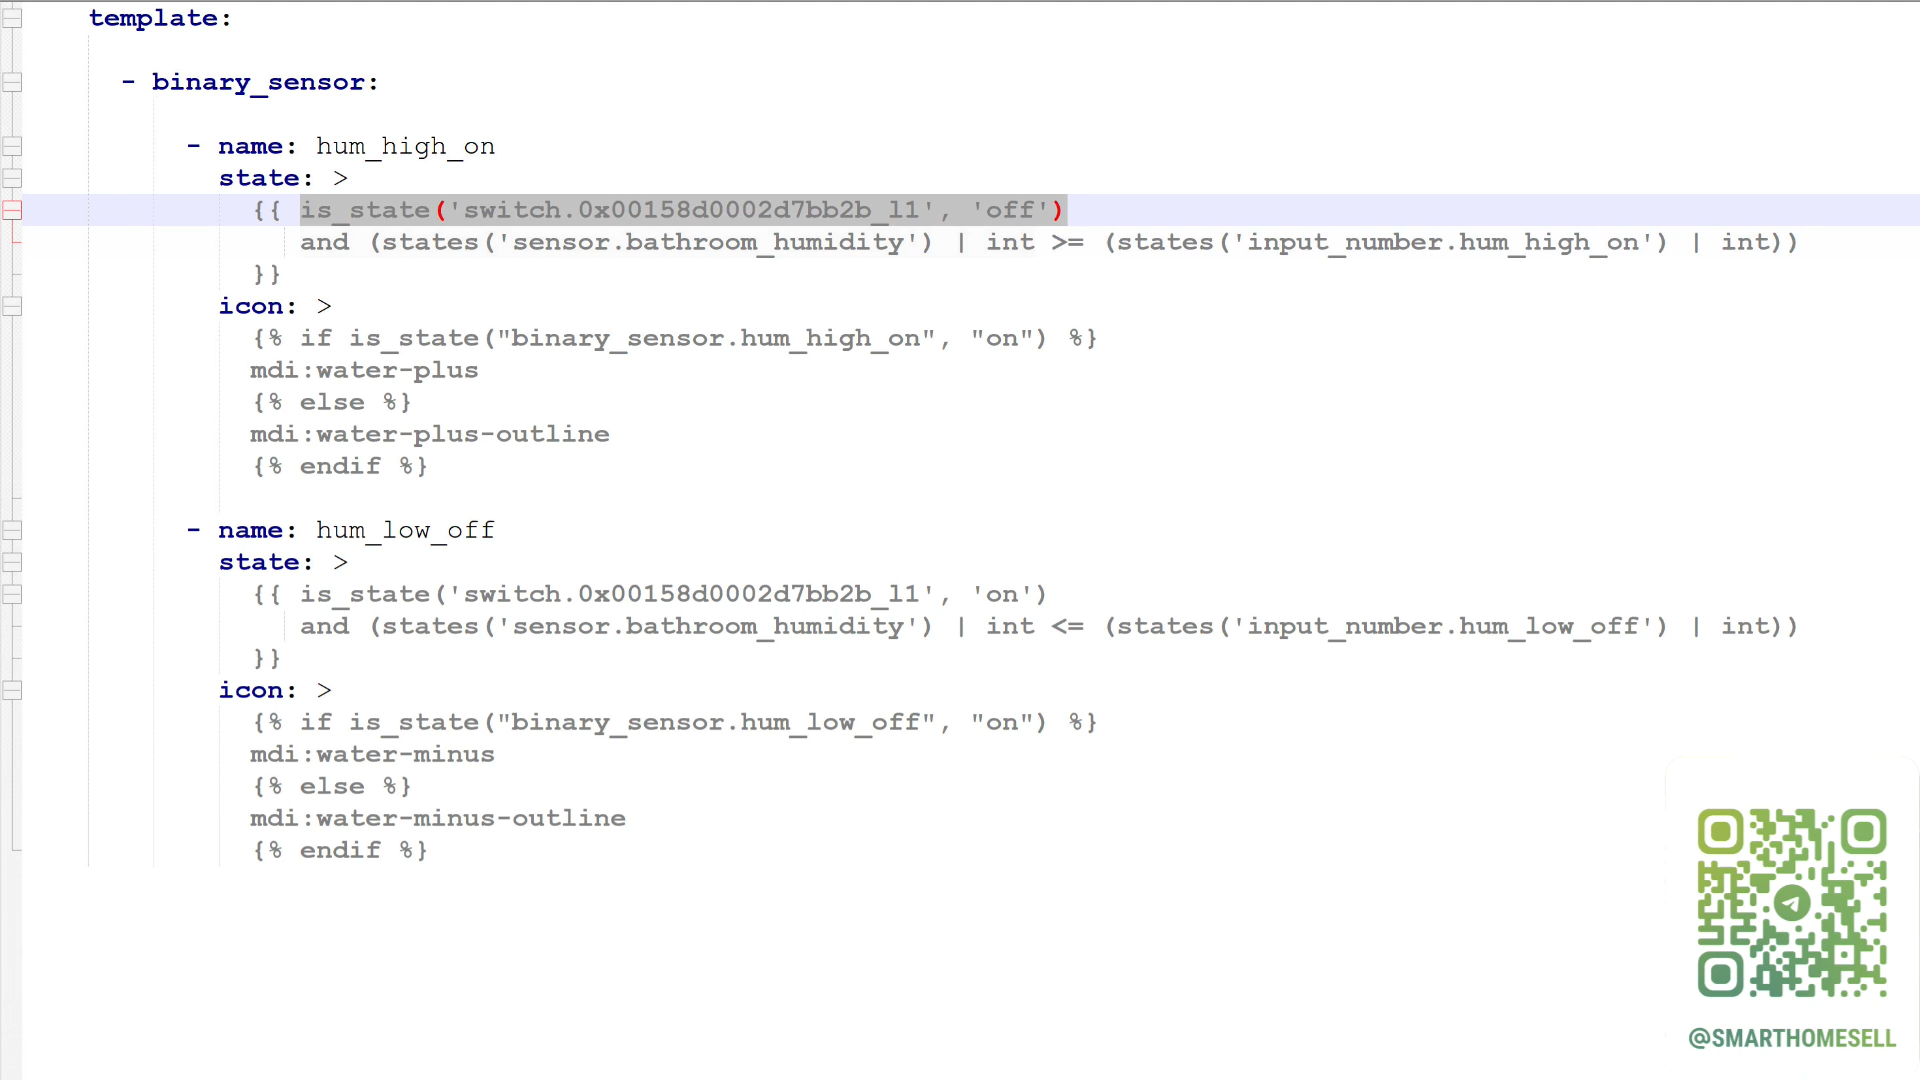 template:
- binary_sensor:
- name: hum_high_on
state: >
{{ is_state('switch.0x00158d0002d7bb2b_l1', 'off')
and (states('sensor.bathroom_humidity') | int >= (states('input_number.hum_high_on') | int))
}}
icon: >
{% if is_state("binary_sensor.hum_high_on", "on") %}
mdi:water-plus
{% else %}
mdi:water-plus-outline
{% endif %}
- name: hum_low_off
state: >
{{ is_state('switch.0x00158d0002d7bb2b_l1', 'on')
and (states('sensor.bathroom_humidity') | int <= (states('input_number.hum_low_off') | int))
}}
icon: >
{% if is_state("binary_sensor.hum_low_off", "on") %}
mdi:water-minus
{% else %}
mdi:water-minus-outline
{% endif %}
@SMARTHOMESELL